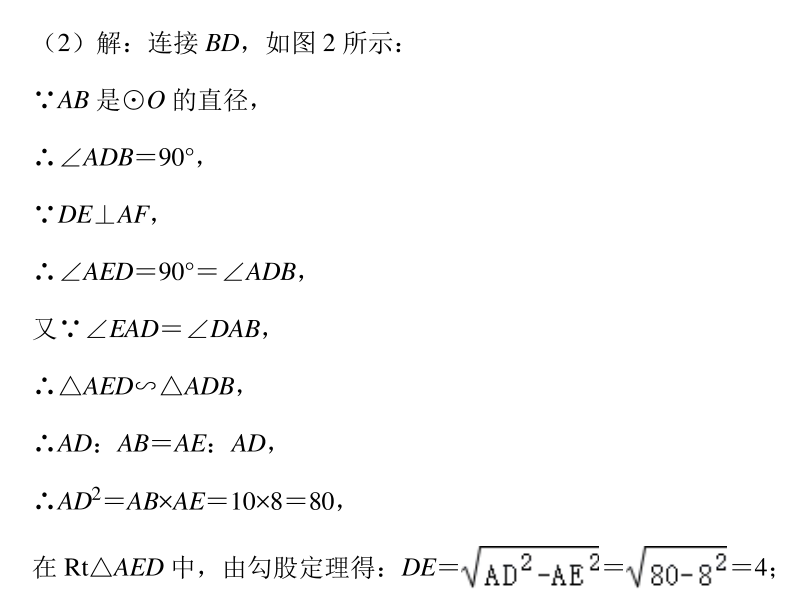 （2）解：连接 BD，如图 2 所示：
∵AB 是⊙O 的直径，
∴∠ADB＝90°，
∵DE⊥AF，
∴∠AED＝90°＝∠ADB，
又∵∠EAD＝∠DAB，
∴△AED∽△ADB，
∴AD：AB＝AE：AD，
∴AD²＝AB×AE＝10×8＝80，
在 Rt△AED 中，由勾股定理得：DE＝√(AD²-AE²)＝√(80-8²)＝4；